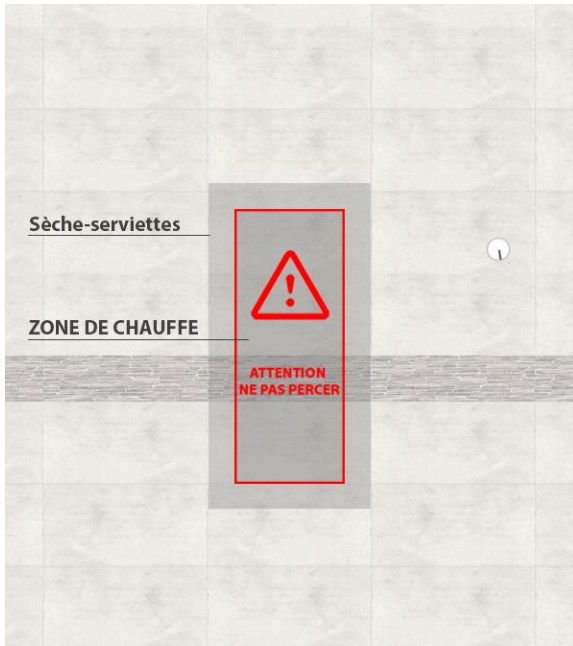 Sèche-serviettes
ZONE DE CHAUFFE
ATTENTION
NE PAS PERCER